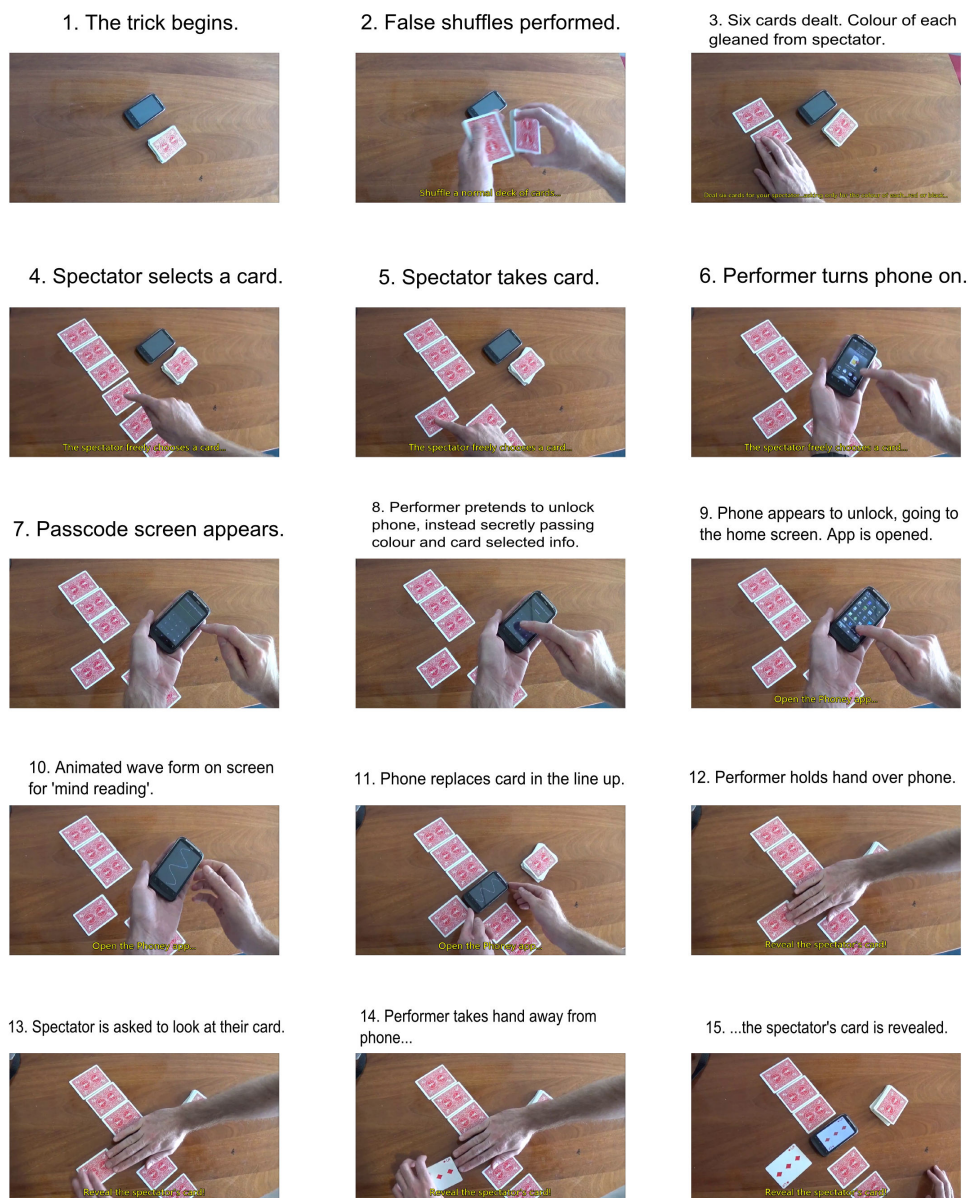 1. The trick begins.
2. False shuffles performed.
3. Six cards dealt. Colour of each
gleaned from spectator.
Shuffle a normal deck of cards...
4. Spectator selects a card.
5. Spectator takes card.
6. Performer turns phone on.
The spectator freely chooses a card...
The spectator freely chooses a card...
The spectator freely chooses a card...
7. Passcode screen appears.
8. Performer pretends to unlock
phone, instead secretly passing
colour and card selected info.
9. Phone appears to unlock, going to
the home screen. App is opened.
Open the Phoney app...
10. Animated wave form on screen
for 'mind reading'.
11. Phone replaces card in the line up.
12. Performer holds hand over phone.
Open the Phoney app...
Open the Phoney app...
Reveal the spectator's card!
13. Spectator is asked to look at their card.
14. Performer takes hand away from
phone...
15. ...the spectator's card is revealed.
Reveal the spectator's card!
Reveal the spectator's card!
Reveal the spectator's card!